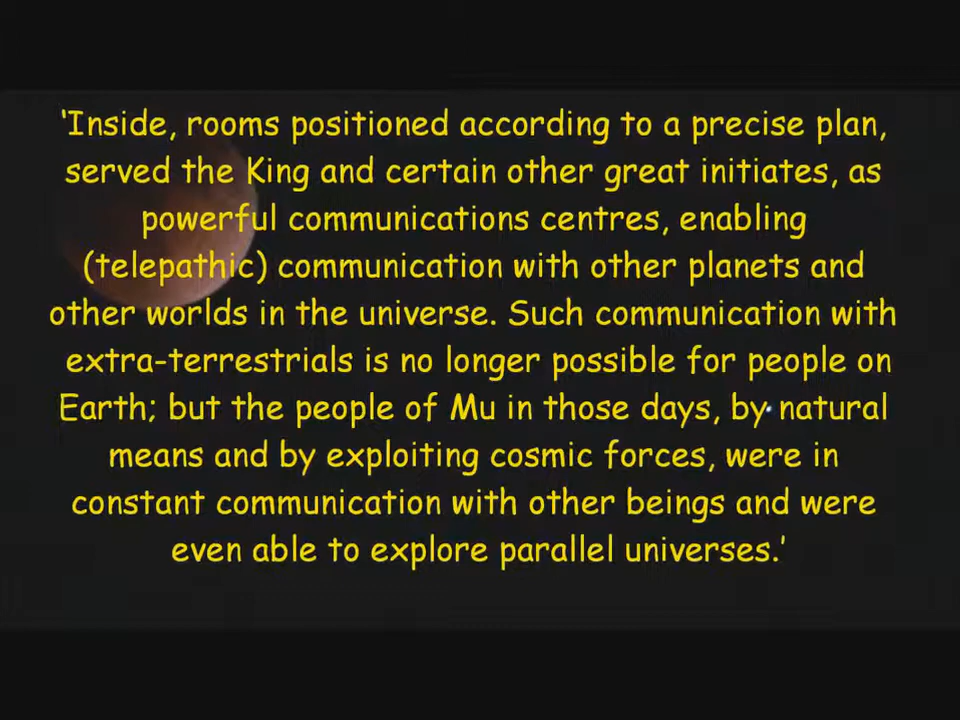 ‘Inside, rooms positioned according to a precise plan,
served the King and certain other great initiates, as
powerful communications centres, enabling
(telepathic) communication with other planets and
other worlds in the universe. Such communication with
extra-terrestrials is no longer possible for people on
Earth; but the people of Mu in those days, by natural
means and by exploiting cosmic forces, were in
constant communication with other beings and were
even able to explore parallel universes.’